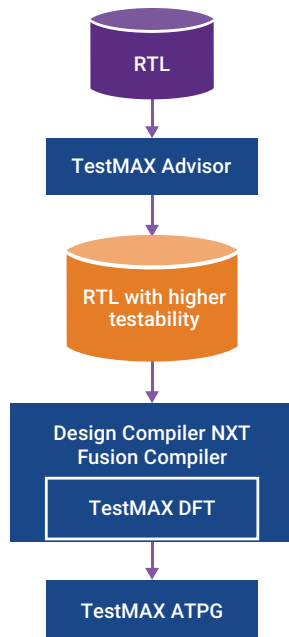 RTL
TestMAX Advisor
RTL with higher
testability
Design Compiler NXT
Fusion Compiler
TestMAX DFT
TestMAX ATPG